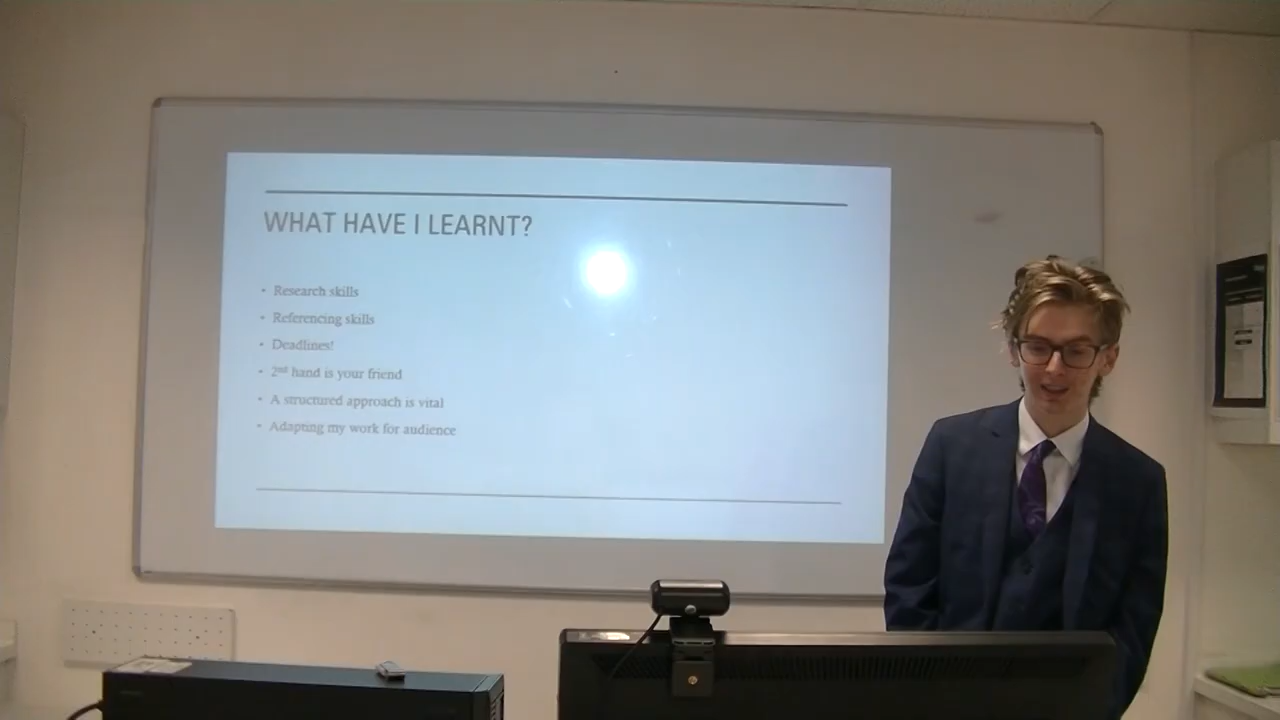 WHAT HAVE I LEARNT?
• Research skills
• Referencing skills
• Deadlines!
• 2nd hand is your friend
• A structured approach is vital
• Adapting my work for audience